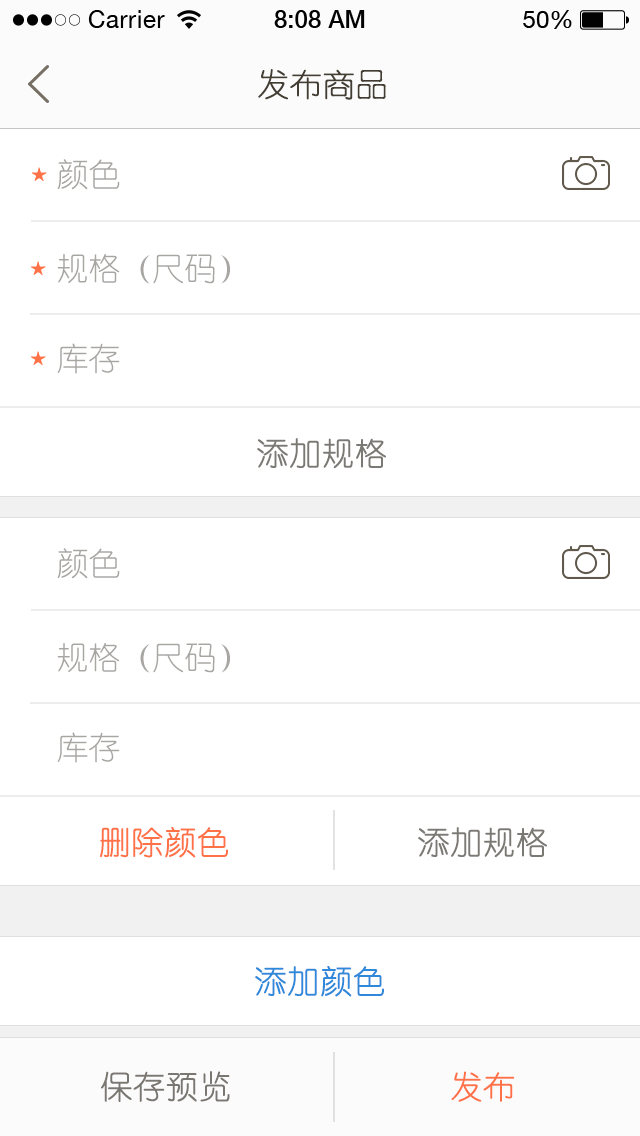 Carrier 8:08 AM 50%
发布商品
★ 颜色
★ 规格（尺码）
★ 库存
添加规格
颜色
规格（尺码）
库存
删除颜色 添加规格
添加颜色
保存预览 发布